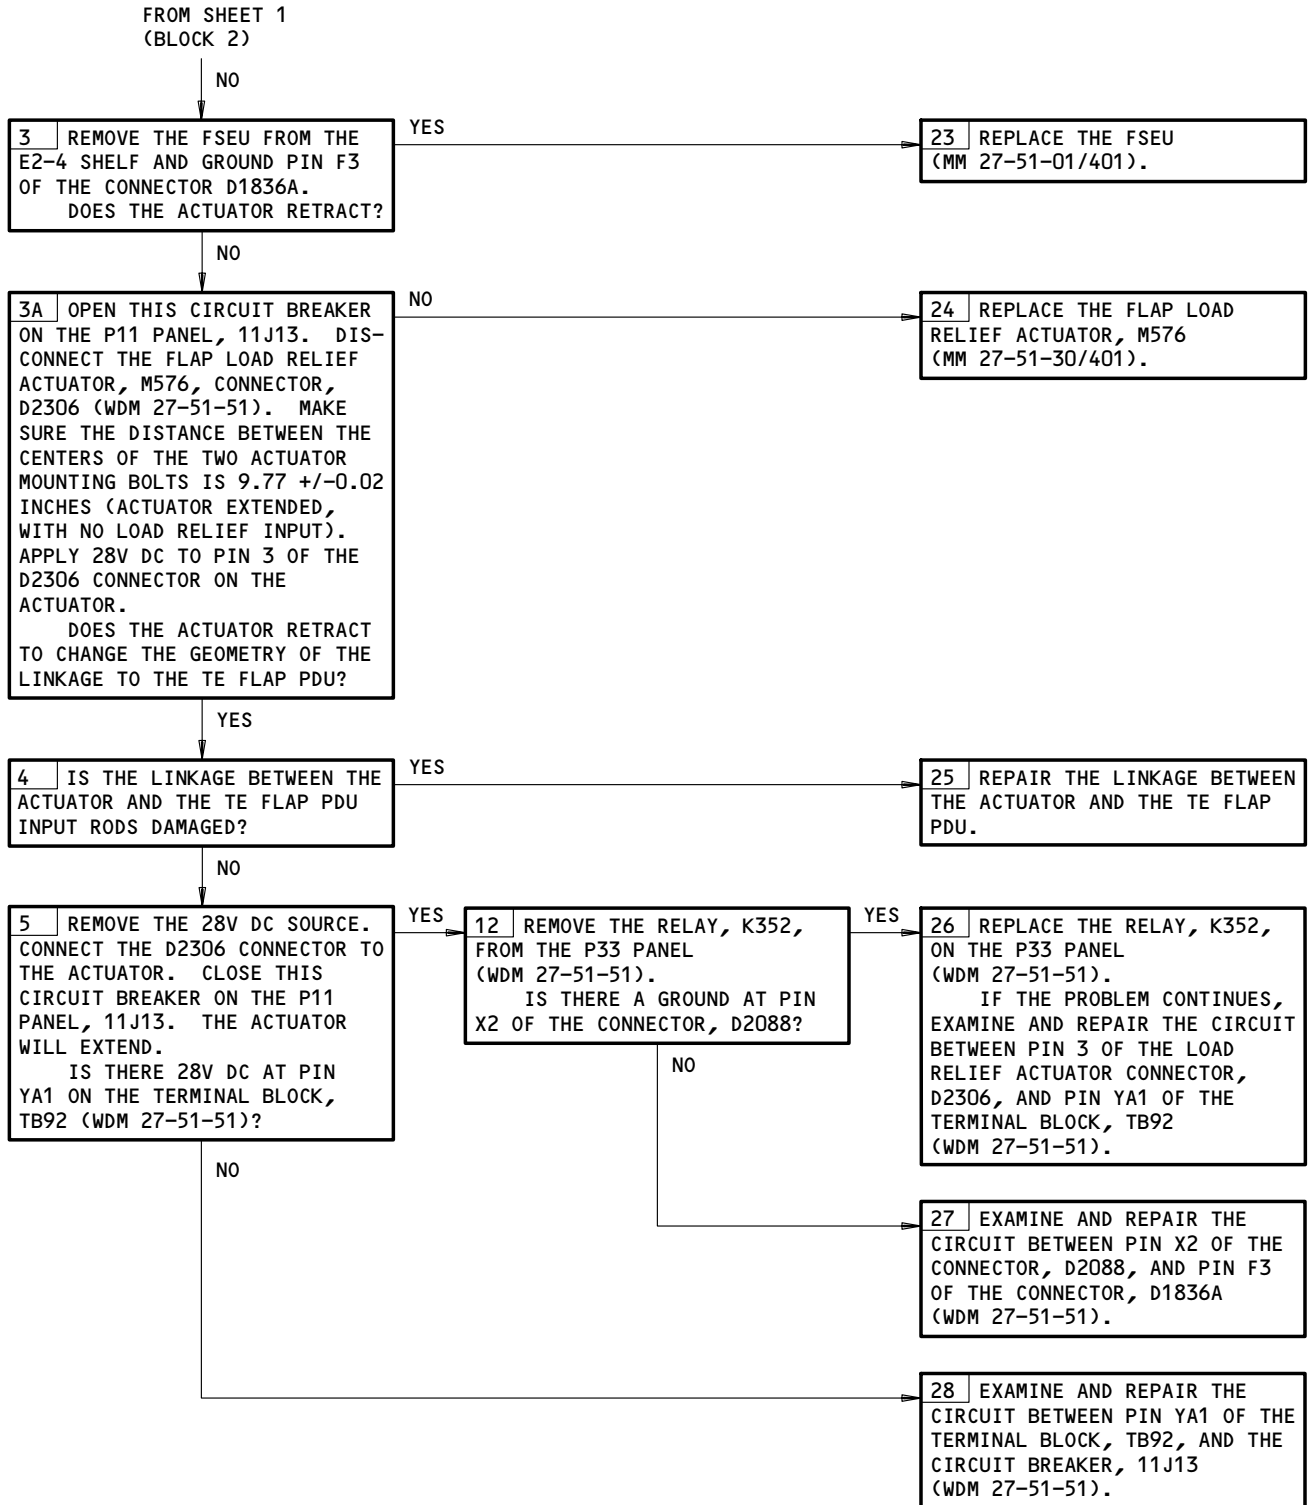 FROM SHEET 1
(BLOCK 2)
NO
3 REMOVE THE FSEU FROM THE
E2-4 SHELF AND GROUND PIN F3
OF THE CONNECTOR D1836A.
DOES THE ACTUATOR RETRACT?
YES
23 REPLACE THE FSEU
(MM 27-51-01/401).
NO
3A OPEN THIS CIRCUIT BREAKER
ON THE P11 PANEL, 11J13. DIS-
CONNECT THE FLAP LOAD RELIEF
ACTUATOR, M576, CONNECTOR,
D2306 (WDM 27-51-51). MAKE
SURE THE DISTANCE BETWEEN THE
CENTERS OF THE TWO ACTUATOR
MOUNTING BOLTS IS 9.77 +/-0.02
INCHES (ACTUATOR EXTENDED,
WITH NO LOAD RELIEF INPUT).
APPLY 28V DC TO PIN 3 OF THE
D2306 CONNECTOR ON THE
ACTUATOR.
DOES THE ACTUATOR RETRACT
TO CHANGE THE GEOMETRY OF THE
LINKAGE TO THE TE FLAP PDU?
NO
24 REPLACE THE FLAP LOAD
RELIEF ACTUATOR, M576
(MM 27-51-30/401).
YES
4 IS THE LINKAGE BETWEEN THE
ACTUATOR AND THE TE FLAP PDU
INPUT RODS DAMAGED?
YES
25 REPAIR THE LINKAGE BETWEEN
THE ACTUATOR AND THE TE FLAP
PDU.
NO
5 REMOVE THE 28V DC SOURCE.
CONNECT THE D2306 CONNECTOR TO
THE ACTUATOR. CLOSE THIS
CIRCUIT BREAKER ON THE P11
PANEL, 11J13. THE ACTUATOR
WILL EXTEND.
IS THERE 28V DC AT PIN
YA1 ON THE TERMINAL BLOCK,
TB92 (WDM 27-51-51)?
YES
12 REMOVE THE RELAY, K352,
FROM THE P33 PANEL
(WDM 27-51-51).
IS THERE A GROUND AT PIN
X2 OF THE CONNECTOR, D2088?
YES
26 REPLACE THE RELAY, K352,
ON THE P33 PANEL
(WDM 27-51-51).
IF THE PROBLEM CONTINUES,
EXAMINE AND REPAIR THE CIRCUIT
BETWEEN PIN 3 OF THE LOAD
RELIEF ACTUATOR CONNECTOR,
D2306, AND PIN YA1 OF THE
TERMINAL BLOCK, TB92
(WDM 27-51-51).
NO
27 EXAMINE AND REPAIR THE
CIRCUIT BETWEEN PIN X2 OF THE
CONNECTOR, D2088, AND PIN F3
OF THE CONNECTOR, D1836A
(WDM 27-51-51).
NO
28 EXAMINE AND REPAIR THE
CIRCUIT BETWEEN PIN YA1 OF THE
TERMINAL BLOCK, TB92, AND THE
CIRCUIT BREAKER, 11J13
(WDM 27-51-51).